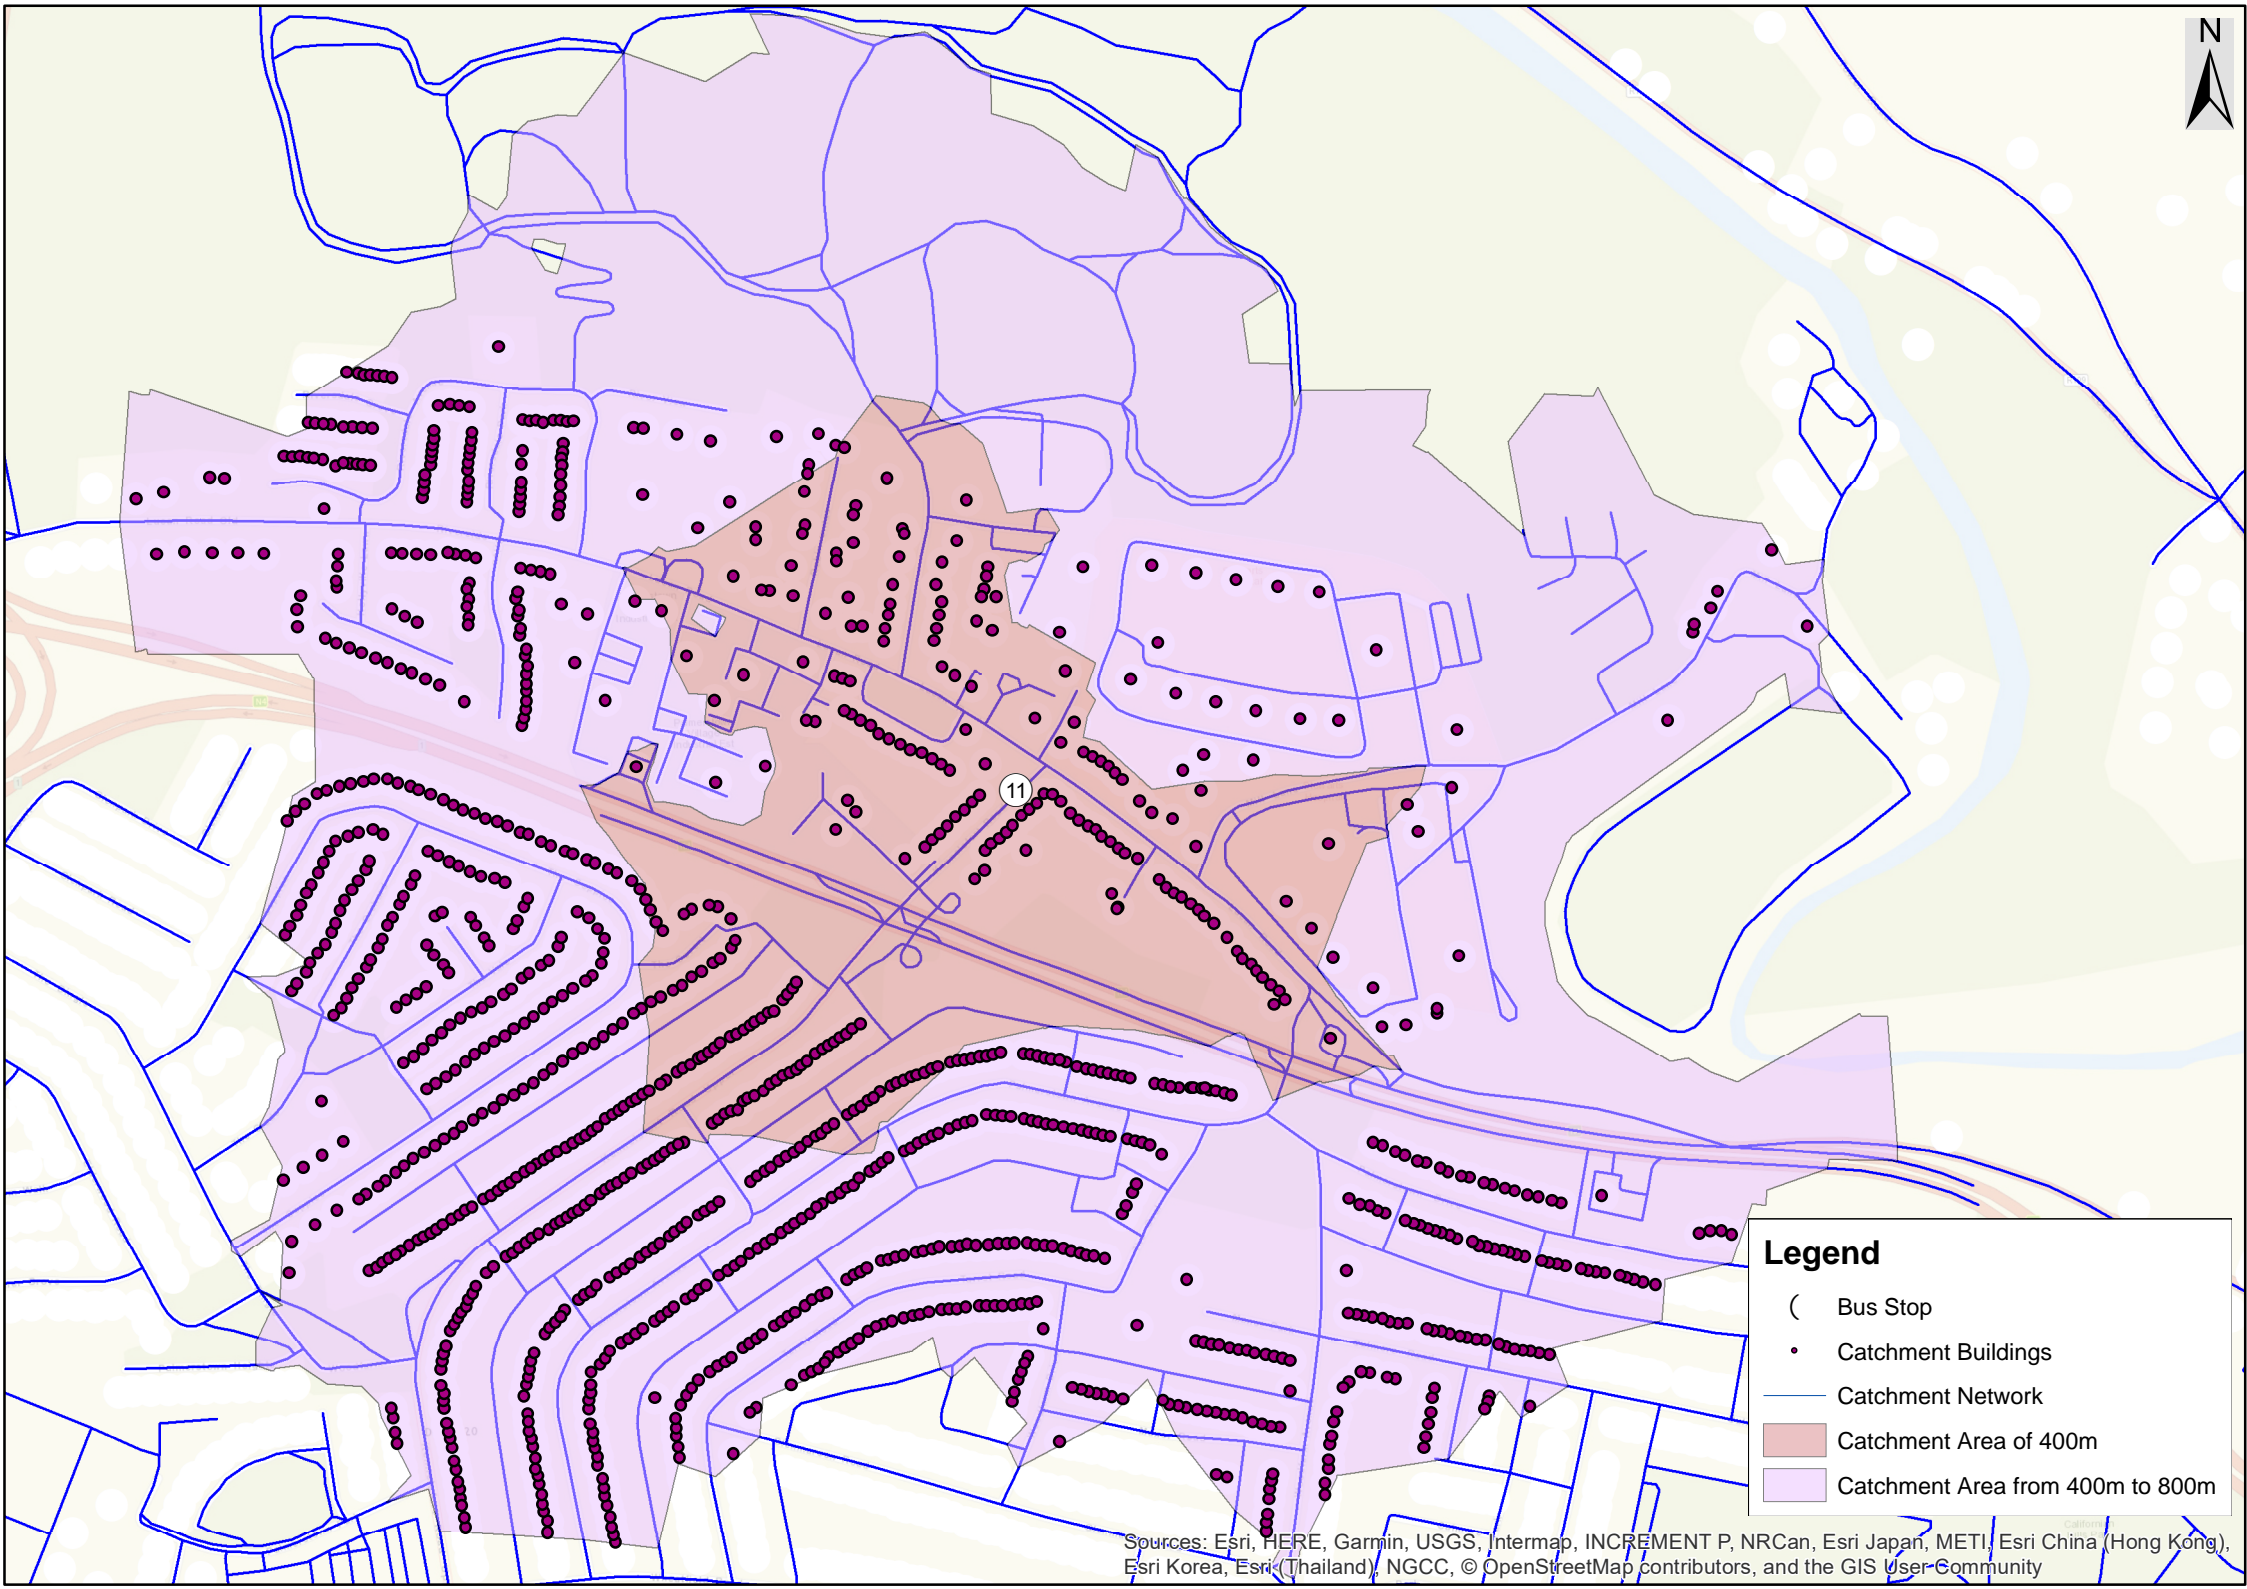 N
11
Legend
Bus Stop
Catchment Buildings
Catchment Network
Catchment Area of 400m
Catchment Area from 400m to 800m
Sources: Esri, HERE, Garmin, USGS, Intermap, INCREMENT P, NRCan, Esri Japan, METI, Esri China (Hong Kong),
Esri Korea, Esri (Thailand), NGCC, © OpenStreetMap contributors, and the GIS User Community